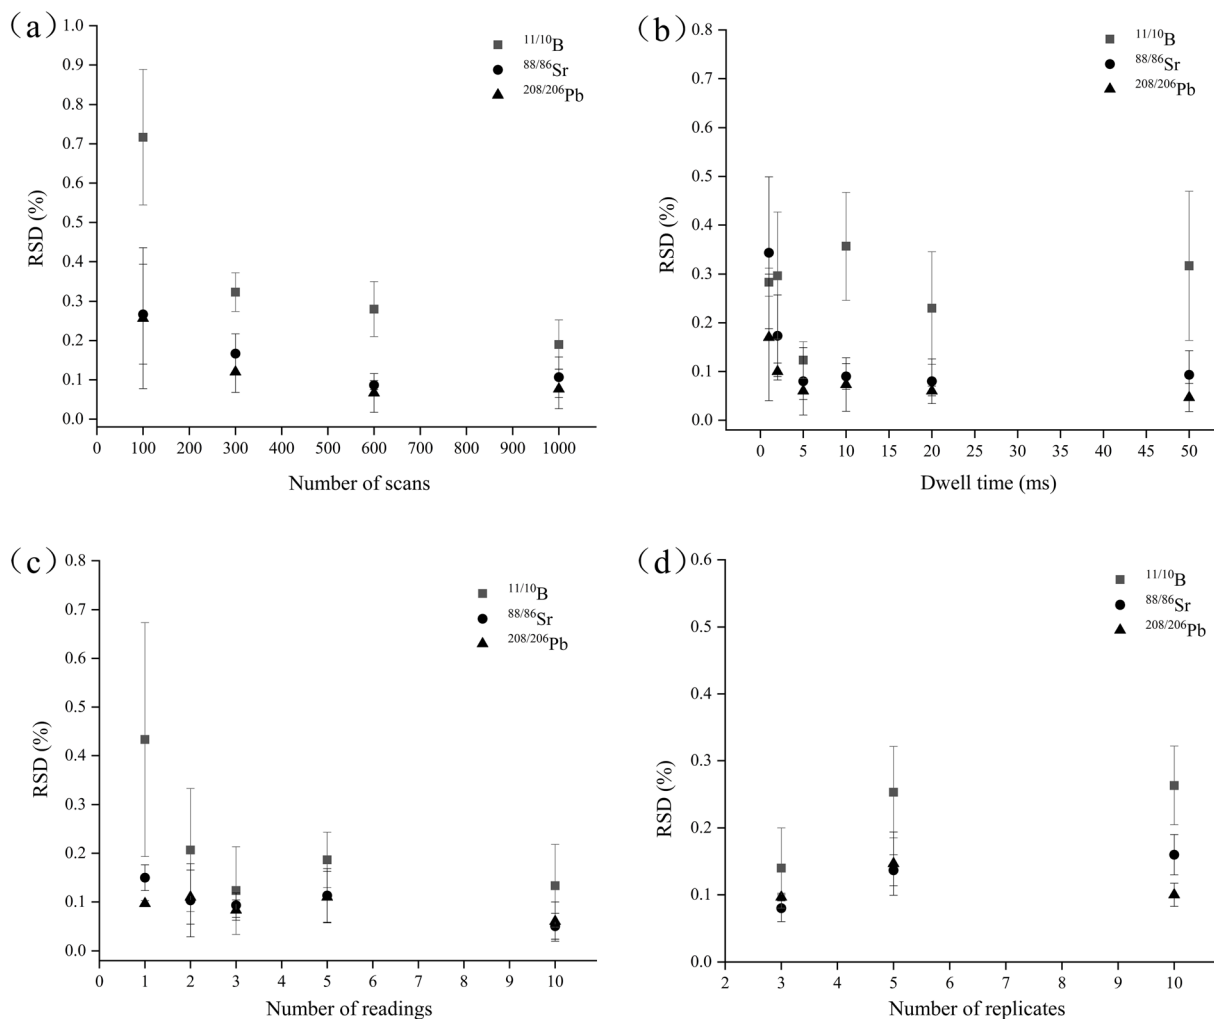 （a）
1.0
0.9
0.8
0.7
0.6
0.5
0.4
0.3
0.2
0.1
0.0
RSD (%)
11/10B
88/86Sr
208/206Pb
0 100 200 300 400 500 600 700 800 900 1000
Number of scans
（b）
0.8
0.7
0.6
0.5
0.4
0.3
0.2
0.1
0.0
RSD (%)
11/10B
88/86Sr
208/206Pb
0 5 10 15 20 25 30 35 40 45 50
Dwell time (ms)
（c）
0.8
0.7
0.6
0.5
0.4
0.3
0.2
0.1
0.0
RSD (%)
11/10B
88/86Sr
208/206Pb
0 1 2 3 4 5 6 7 8 9 10
Number of readings
（d）
0.6
0.5
0.4
0.3
0.2
0.1
0.0
RSD (%)
11/10B
88/86Sr
208/206Pb
2 3 4 5 6 7 8 9 10
Number of replicates